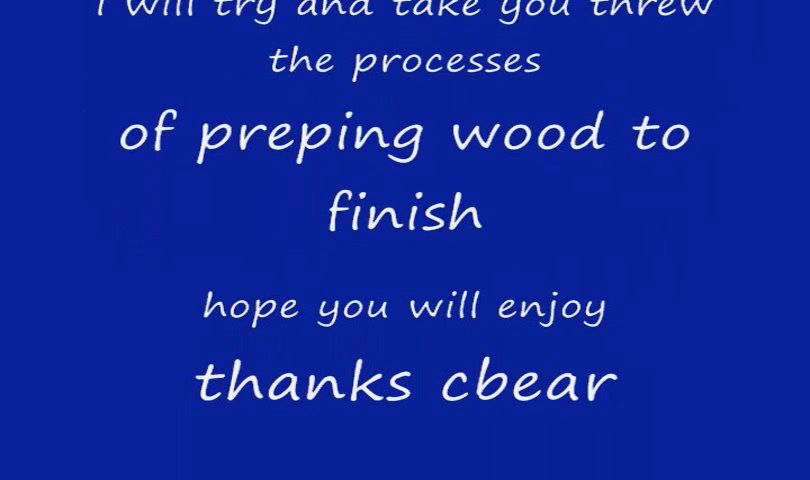 I will try and take you threw
the processes
of preping wood to
finish
hope you will enjoy
thanks cbear